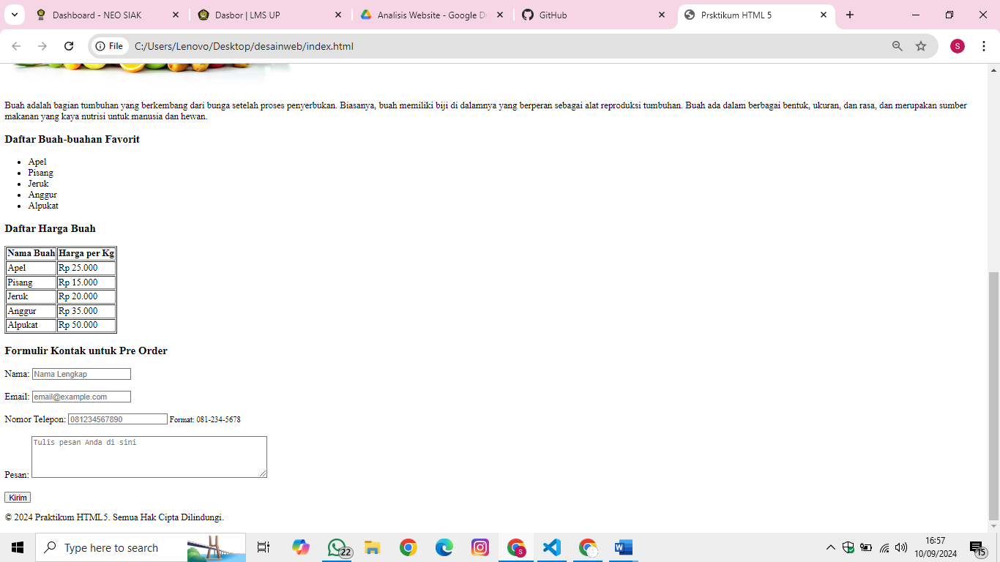 Dashboard - NEO SIAK
Dasbor | LMS UP
Analisis Website - Google Dr
GitHub
Prsktikum HTML 5
File
C:/Users/Lenovo/Desktop/desainweb/index.html
S
Buah adalah bagian tumbuhan yang berkembang dari bunga setelah proses penyerbukan. Biasanya, buah memiliki biji di dalamnya yang berperan sebagai alat reproduksi tumbuhan. Buah ada dalam berbagai bentuk, ukuran, dan rasa, dan merupakan sumber
makanan yang kaya nutrisi untuk manusia dan hewan.
Daftar Buah-buahan Favorit
Apel
Pisang
Jeruk
Anggur
Alpukat
Daftar Harga Buah
Nama Buah Harga per Kg
Apel Rp 25.000
Pisang Rp 15.000
Jeruk Rp 20.000
Anggur Rp 35.000
Alpukat Rp 50.000
Formulir Kontak untuk Pre Order
Nama: Nama Lengkap
Email: email@example.com
Nomor Telepon: 081234567890 Format: 081-234-5678
Tulis pesan Anda di sini
Pesan:
Kirim
© 2024 Praktikum HTML5. Semua Hak Cipta Dilindungi.
Type here to search
22
S
16:57
10/09/2024
15